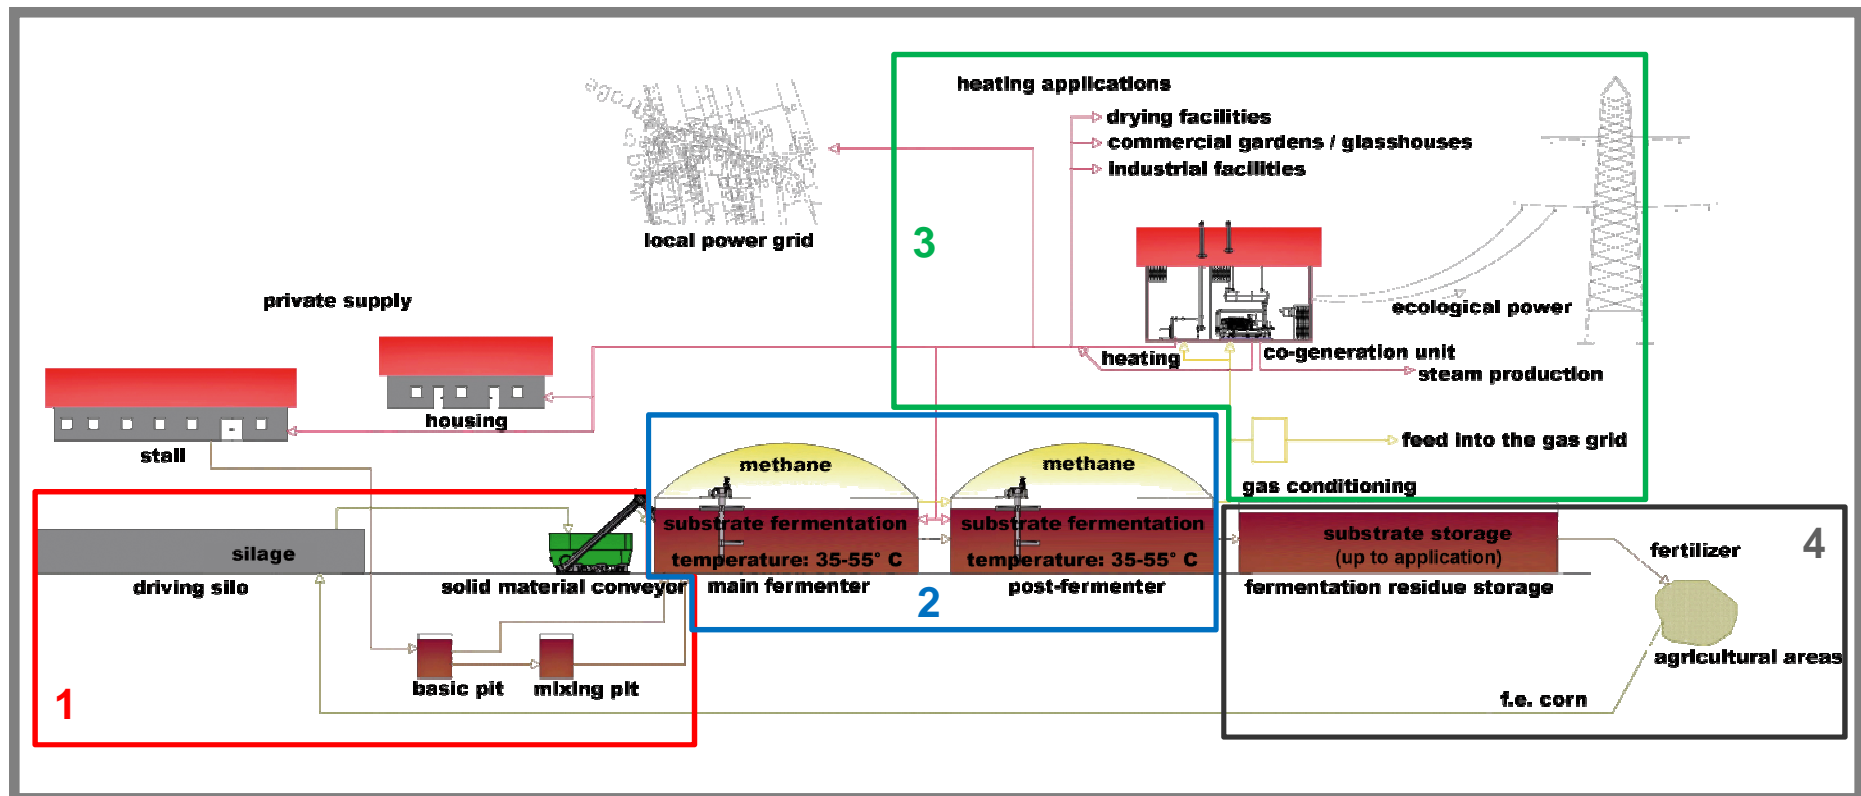 heating applications
drying facilities
commercial gardens / glasshouses
industrial facilities
3
local power grid
private supply
ecological power
heating
co-generation unit
steam production
housing
stall
feed into the gas grid
methane
methane
gas conditioning
substrate fermentation
temperature: 35-55° C
substrate fermentation
temperature: 35-55° C
substrate storage
(up to application)
4
fertilizer
silage
driving silo
solid material conveyor
main fermenter
2
post-fermenter
fermentation residue storage
agricultural areas
basic pit
mixing pit
1
f.e. corn